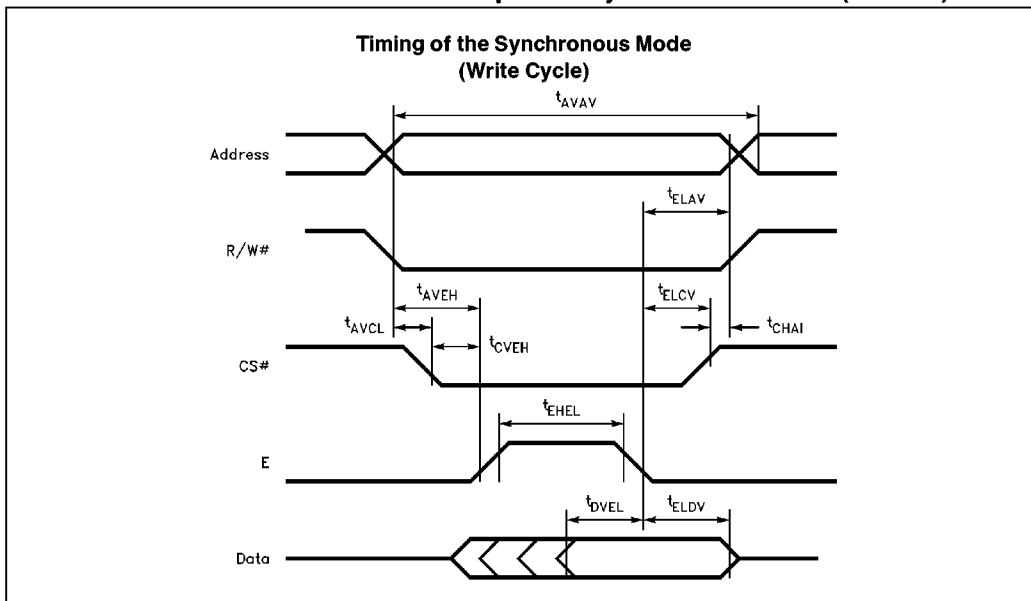 Timing of the Synchronous Mode
(Write Cycle)
tAVAV
Address
tELAV
R/W#
tAVEH
tELCV
tAVCL
tCHAI
tCVEH
CS#
tEHEL
E
tDVEL
tELDV
Data